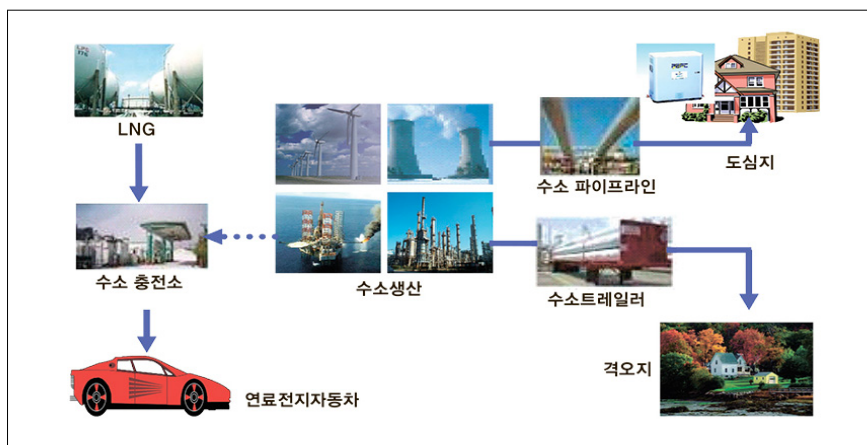 LNG
수소 충전소
연료전지자동차
수소생산
수소 파이프라인
수소트레일러
도심지
격오지